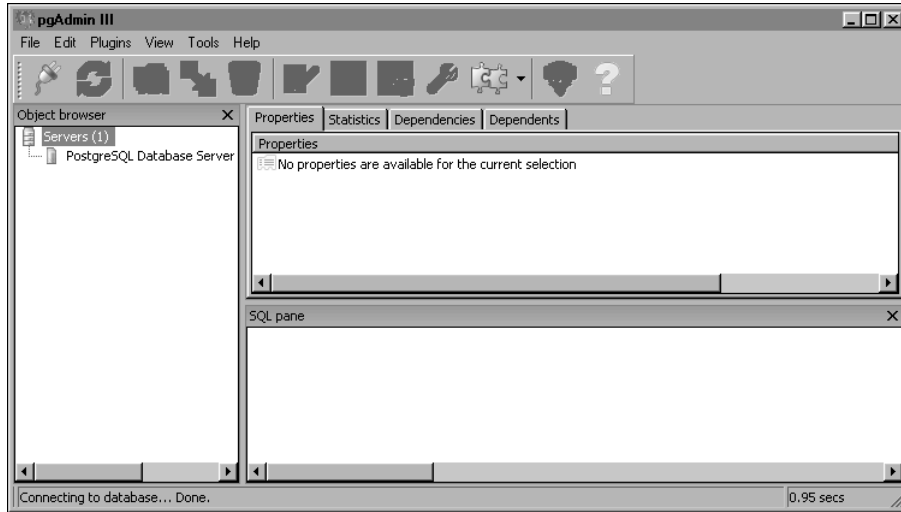 pgAdmin III
File Edit Plugins View Tools Help
Object browser
Servers (1)
PostgreSQL Database Server
Properties Statistics Dependencies Dependents
Properties
No properties are available for the current selection
SQL pane
Connecting to database... Done.
0.95 secs